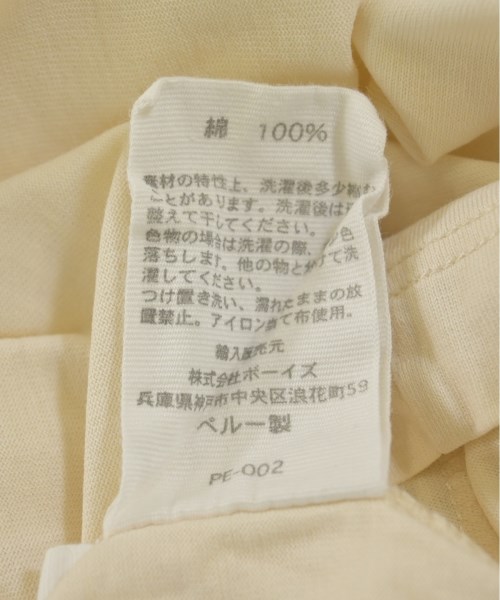 綿 100%
素材の特性上、洗濯後多少縮む
ことがあります。洗濯後は形
整えて干してください。
色物の場合は洗濯の際、色
落ちします。他の物と分けて洗
濯してください。
つけ置き洗い、濡れたままの放
置禁止。アイロン当て布使用。
輸入販売元
株式会社ボーイズ
兵庫県神戸市中央区浪花町59
ペルー製
PE-002